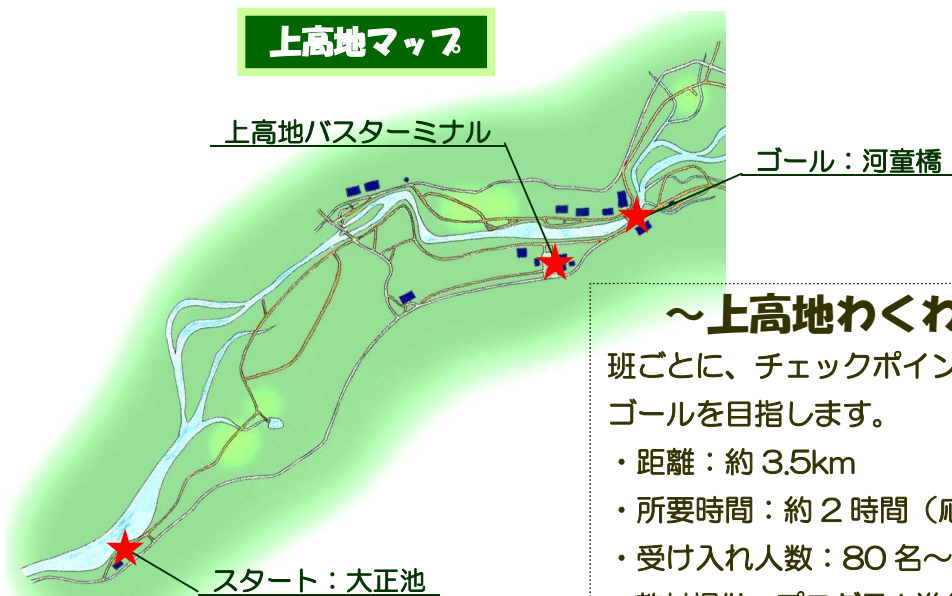 上高地マップ
上高地バスターミナル
ゴール：河童橋
～上高地わくわ
班ごとに、チェックポイン
ゴールを目指します。
・距離：約 3.5km
・所要時間：約 2 時間（
・受け入れ人数：80 名～
スタート：大正池